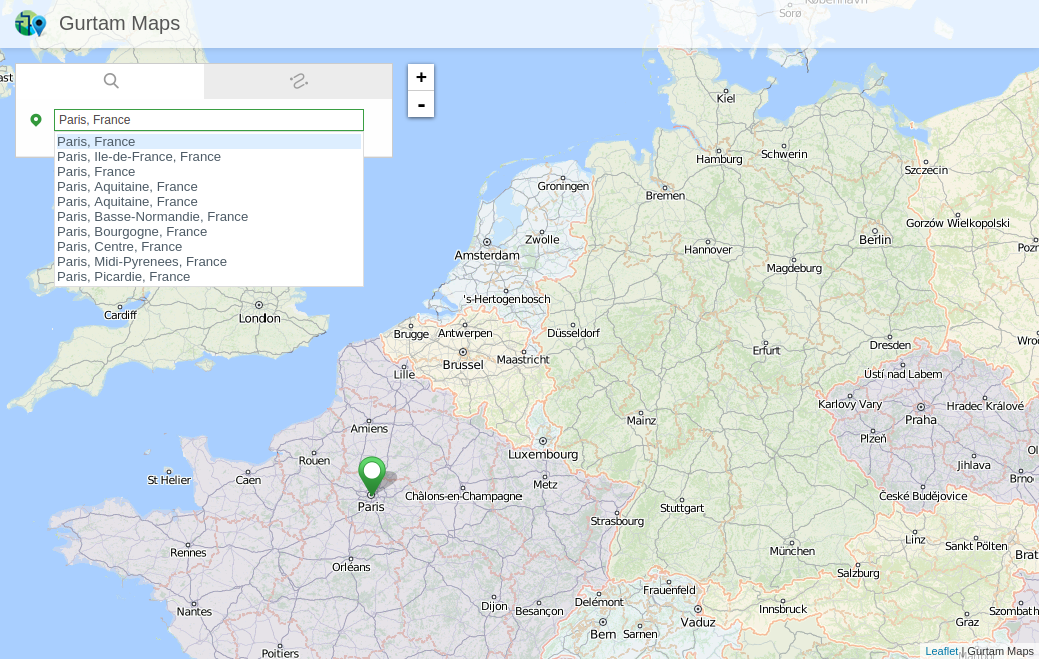 Gurtam Maps
København
Sorø
+
-
Paris, France
Paris, France
Paris, Ile-de-France, France
Paris, France
Paris, Aquitaine, France
Paris, Aquitaine, France
Paris, Basse-Normandie, France
Paris, Bourgogne, France
Paris, Centre, France
Paris, Midi-Pyrenees, France
Paris, Picardie, France
Kiel
Hamburg
Schwerin
Szczecin
Groningen
Bremen
Gorzów Wielkopolski
Zwolle
Berlin
Amsterdam
Hannover
Magdeburg
's-Hertogenbosch
Cardiff
London
Brugge
Antwerpen
Düsseldorf
Erfurt
Dresden
Brussel
Maastricht
Lille
Ústí nad Labem
Karlovy Vary
Hradec Králové
Praha
Amiens
Mainz
Plzeň
Rouen
Luxembourg
Jihlava
St Helier
Caen
Metz
Brno
Châlons-en-Champagne
České Budějovice
Paris
Stuttgart
Strasbourg
Linz
Sankt Pölten
Rennes
München
Orléans
Salzburg
Frauenfeld
Nantes
Dijon
Besançon
Delémont
Innsbruck
Vaduz
Graz
Bern
Sarnen
Poitiers
Leaflet | Gurtam Maps